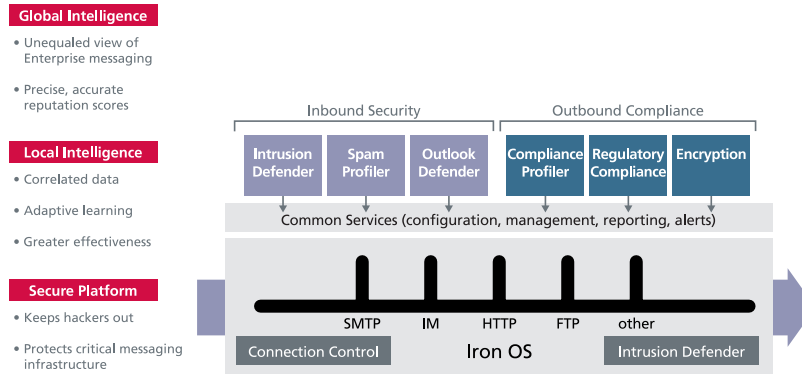 Global Intelligence
• Unequaled view of
Enterprise messaging
• Precise, accurate
reputation scores
Local Intelligence
• Correlated data
• Adaptive learning
• Greater effectiveness
Secure Platform
• Keeps hackers out
• Protects critical messaging
infrastructure
Inbound Security
Outbound Compliance
Intrusion
Defender
Spam
Profiler
Outlook
Defender
Compliance
Profiler
Regulatory
Compliance
Encryption
Common Services (configuration, management, reporting, alerts)
SMTP
IM
HTTP
FTP
other
Connection Control
Iron OS
Intrusion Defender